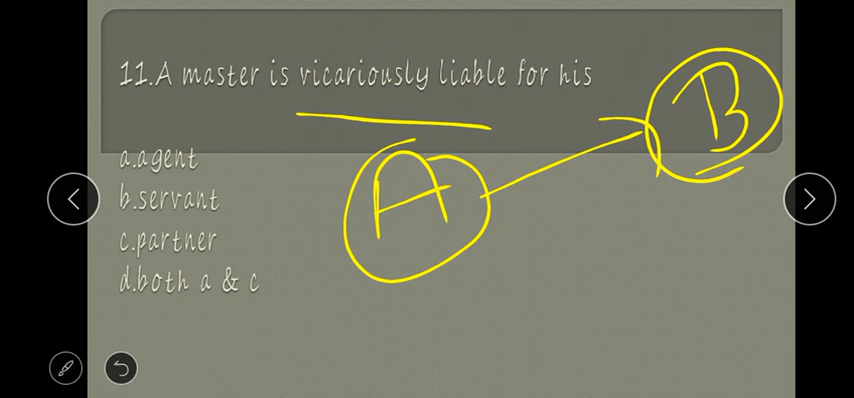 11.A master is vicariously liable for his
B
a.agent
A
b.servant
c.partner
d.both a & c